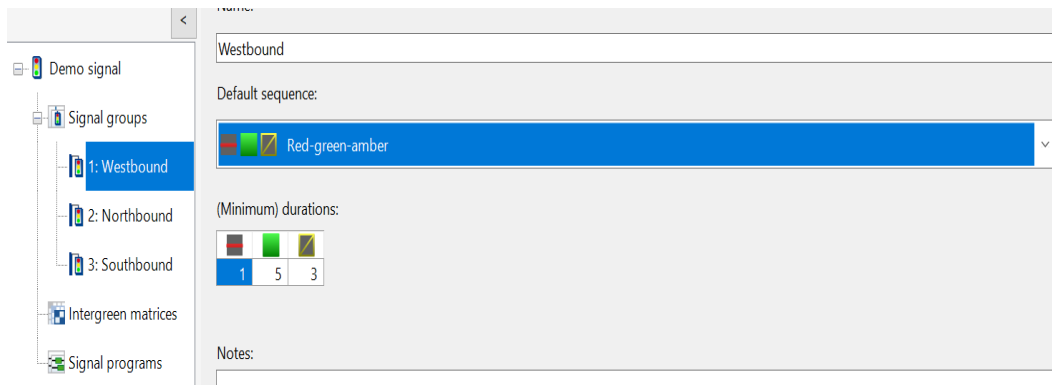 Name:
<
Westbound
Demo signal
Default sequence:
Signal groups
Red-green-amber
1: Westbound
2: Northbound
(Minimum) durations:
3: Southbound
1 5 3
Intergreen matrices
Notes:
Signal programs